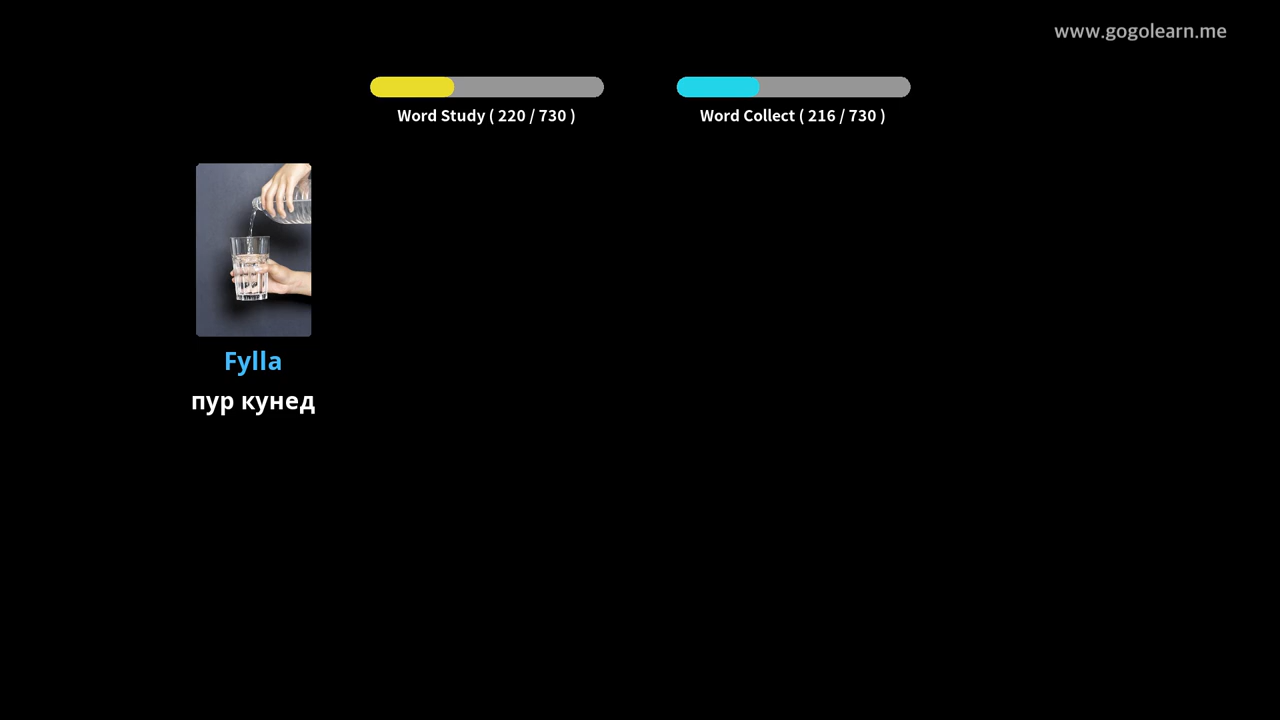 www.gogolearn.me
Word Study ( 220 / 730 )
Word Collect ( 216 / 730 )
Fylla
пур кунед